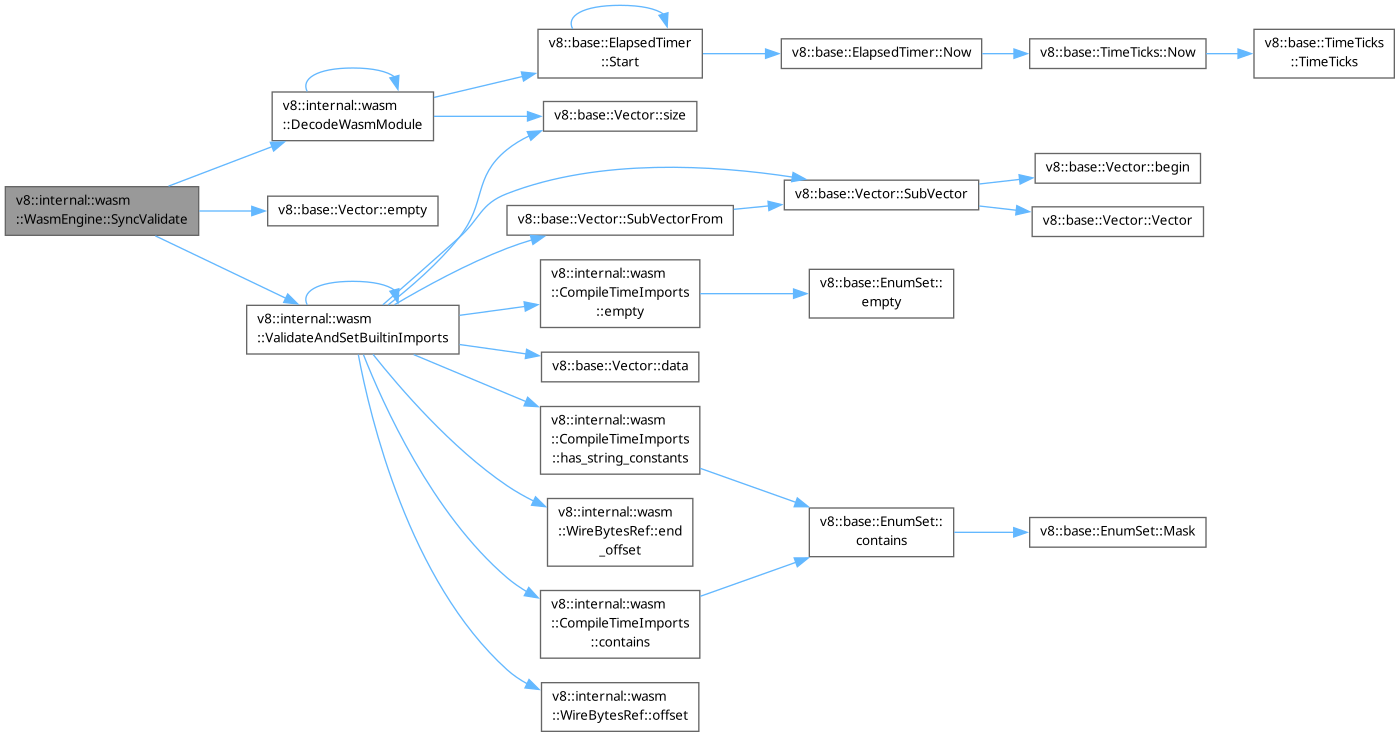 v8::internal::wasm
::WasmEngine::SyncValidate
v8::internal::wasm
::DecodeWasmModule
v8::base::Vector::empty
v8::internal::wasm
::ValidateAndSetBuiltinImports
v8::base::ElapsedTimer
::Start
v8::base::Vector::size
v8::base::Vector::SubVectorFrom
v8::internal::wasm
::CompileTimeImports
::empty
v8::base::Vector::data
v8::internal::wasm
::CompileTimeImports
::has_string_constants
v8::internal::wasm
::WireBytesRef::end
_offset
v8::internal::wasm
::CompileTimeImports
::contains
v8::internal::wasm
::WireBytesRef::offset
v8::base::ElapsedTimer::Now
v8::base::Vector::SubVector
v8::base::EnumSet::
empty
v8::base::EnumSet::
contains
v8::base::TimeTicks::Now
v8::base::Vector::begin
v8::base::Vector::Vector
v8::base::EnumSet::Mask
v8::base::TimeTicks
::TimeTicks